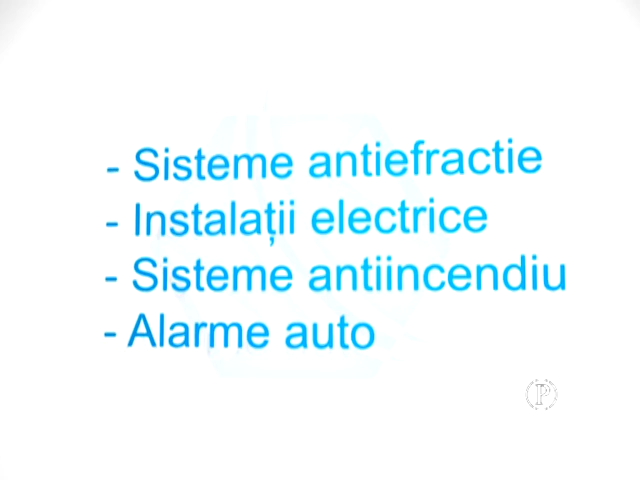 - Sisteme antiefractie
- Instalații electrice
- Sisteme antiincendiu
- Alarme auto
P